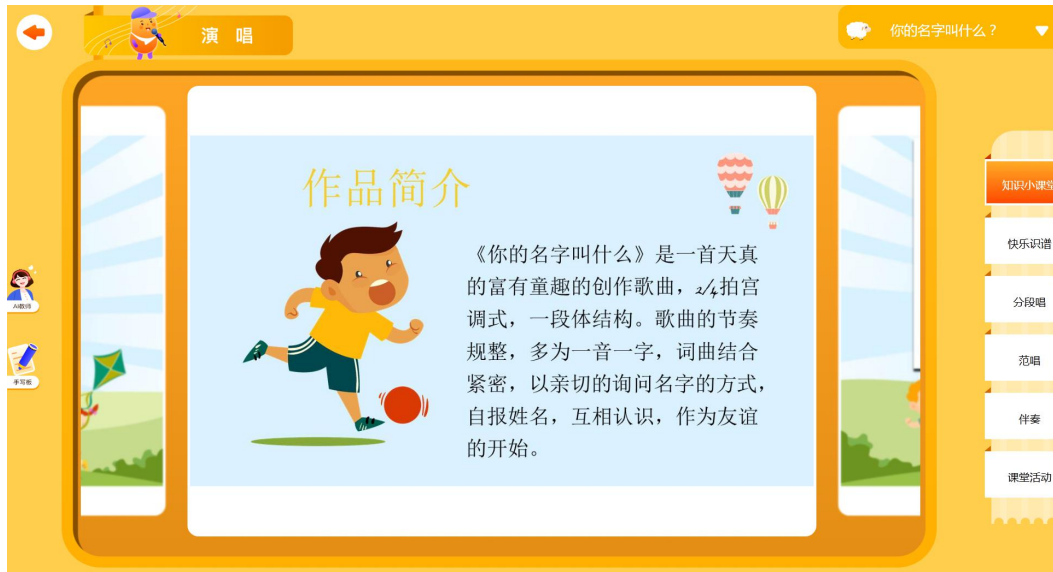 演 唱
你的名字叫什么？
作品简介
《你的名字叫什么》是一首天真
的富有童趣的创作歌曲，2/4拍宫
调式，一段体结构。歌曲的节奏
规整，多为一音一字，词曲结合
紧密，以亲切的询问名字的方式，
自报姓名，互相认识，作为友谊
的开始。
AI教师
手写板
知识小课堂
快乐识谱
分段唱
范唱
伴奏
课堂活动